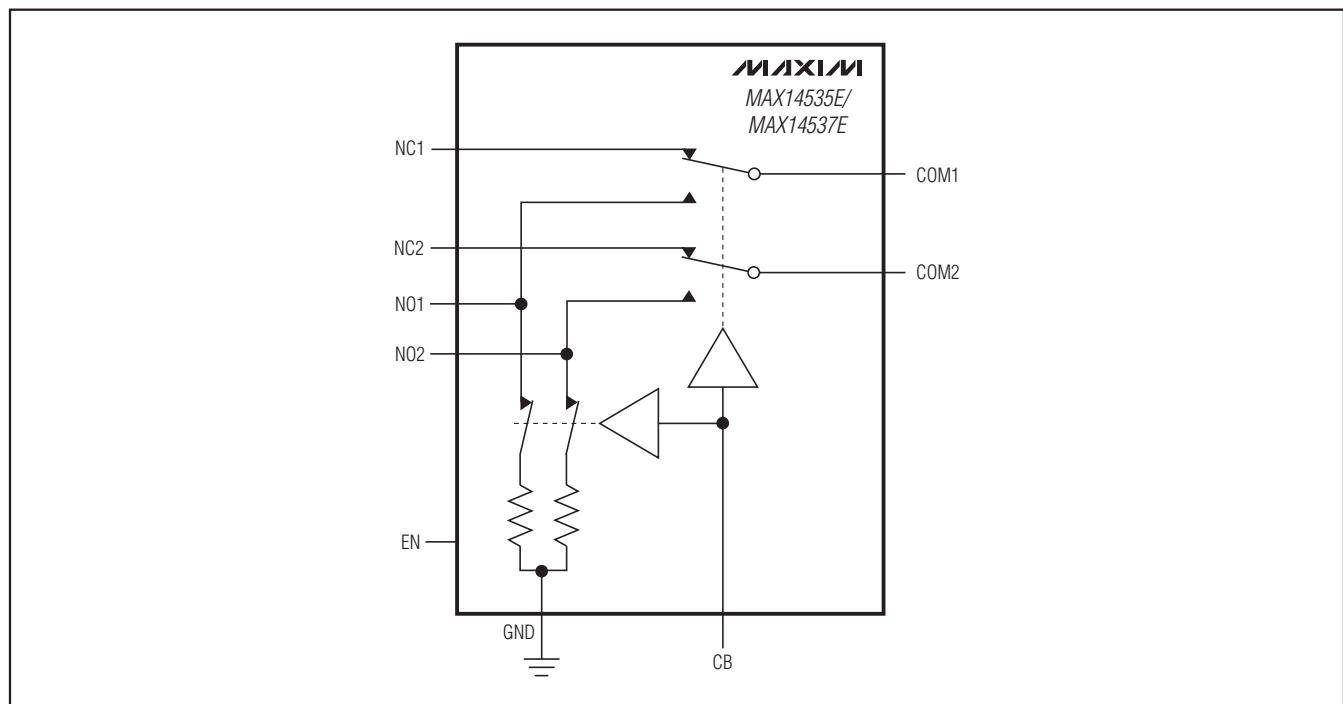 MAXIM
MAX14535E/
MAX14537E
NC1
COM1
NC2
COM2
NO1
NO2
EN
GND
CB